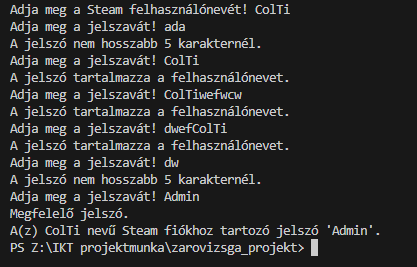 Adja meg a Steam felhasználónevét! ColTi
Adja meg a jelszavát! ada
A jelszó nem hosszabb 5 karakternél.
Adja meg a jelszavát! ColTi
A jelszó tartalmazza a felhasználónevet.
Adja meg a jelszavát! ColTiwefwcw
A jelszó tartalmazza a felhasználónevet.
Adja meg a jelszavát! dwefColTi
A jelszó tartalmazza a felhasználónevet.
Adja meg a jelszavát! dw
A jelszó nem hosszabb 5 karakternél.
Adja meg a jelszavát! Admin
Megfelelő jelszó.
A(z) ColTi nevű Steam fiókhoz tartozó jelszó 'Admin'.
PS Z:\IKT projektmunka\zarovizsga_projekt>